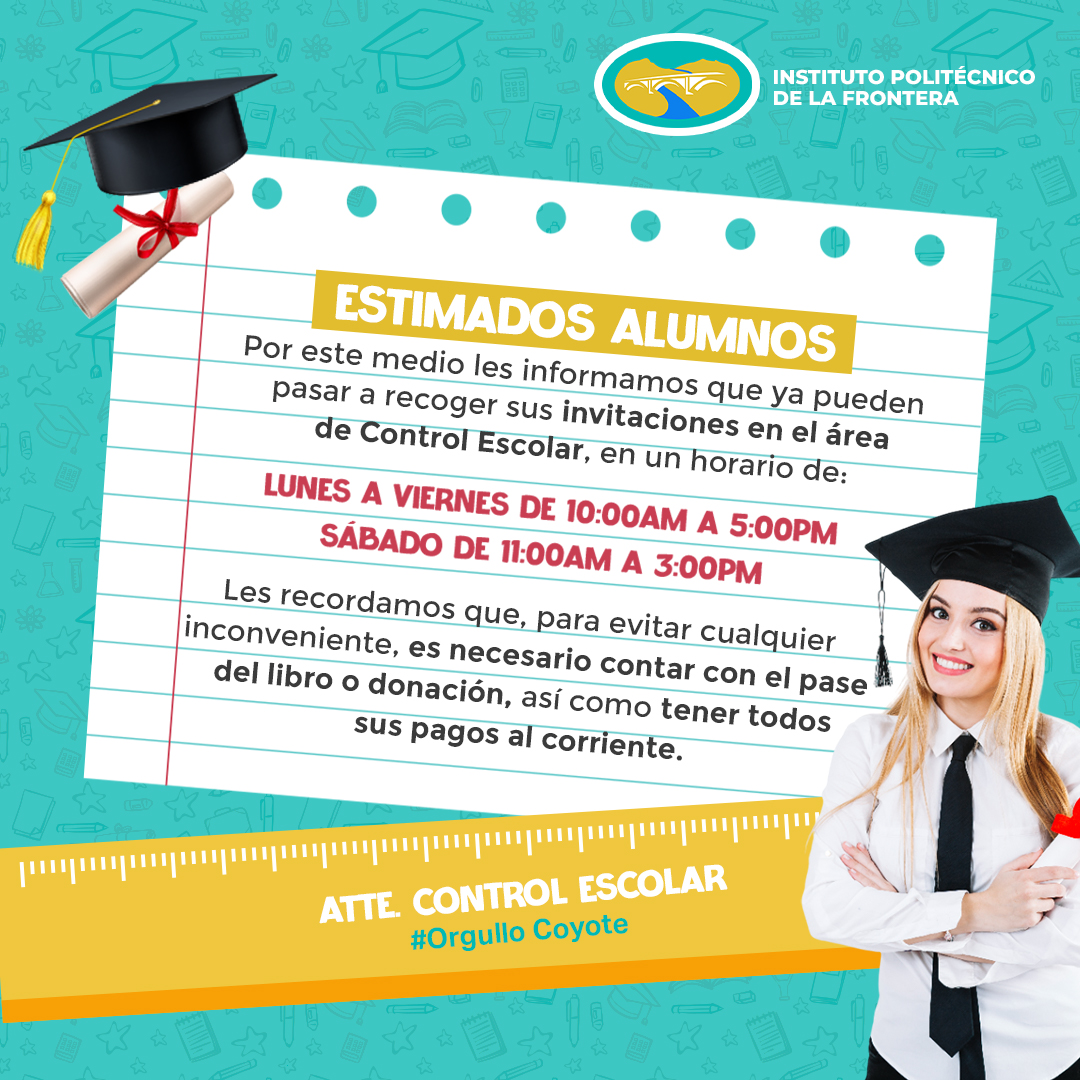 INSTITUTO POLITÉCNICO
DE LA FRONTERA
ESTIMADOS ALUMNOS
Por este medio les informamos que ya pueden
pasar a recoger sus invitaciones en el área
de Control Escolar, en un horario de:
LUNES A VIERNES DE 10:00AM A 5:00PM
SÁBADO DE 11:00AM A 3:00PM
Les recordamos que, para evitar cualquier
inconveniente, es necesario contar con el pase
del libro o donación, así como tener todos
sus pagos al corriente.
ATTE. CONTROL ESCOLAR
#Orgullo Coyote